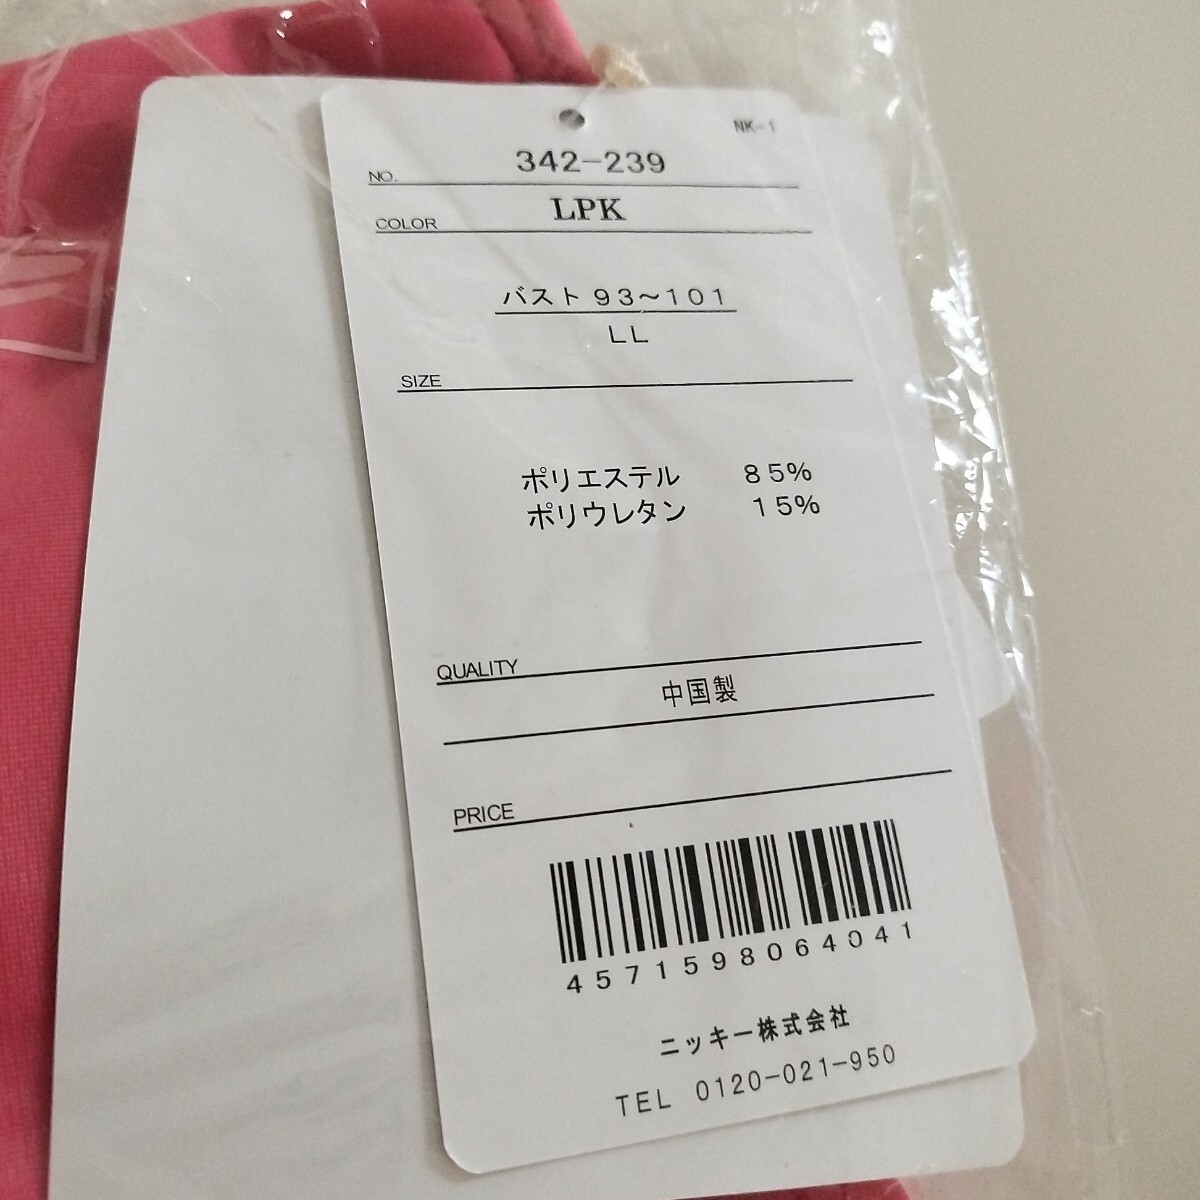 NK-1
NO. 342-239
COLOR LPK
バスト93～101
LL
SIZE
ポリエステル 85%
ポリウレタン 15%
QUALITY
中国製
PRICE
4571598064041
ニッキー株式会社
TEL 0120-021-950